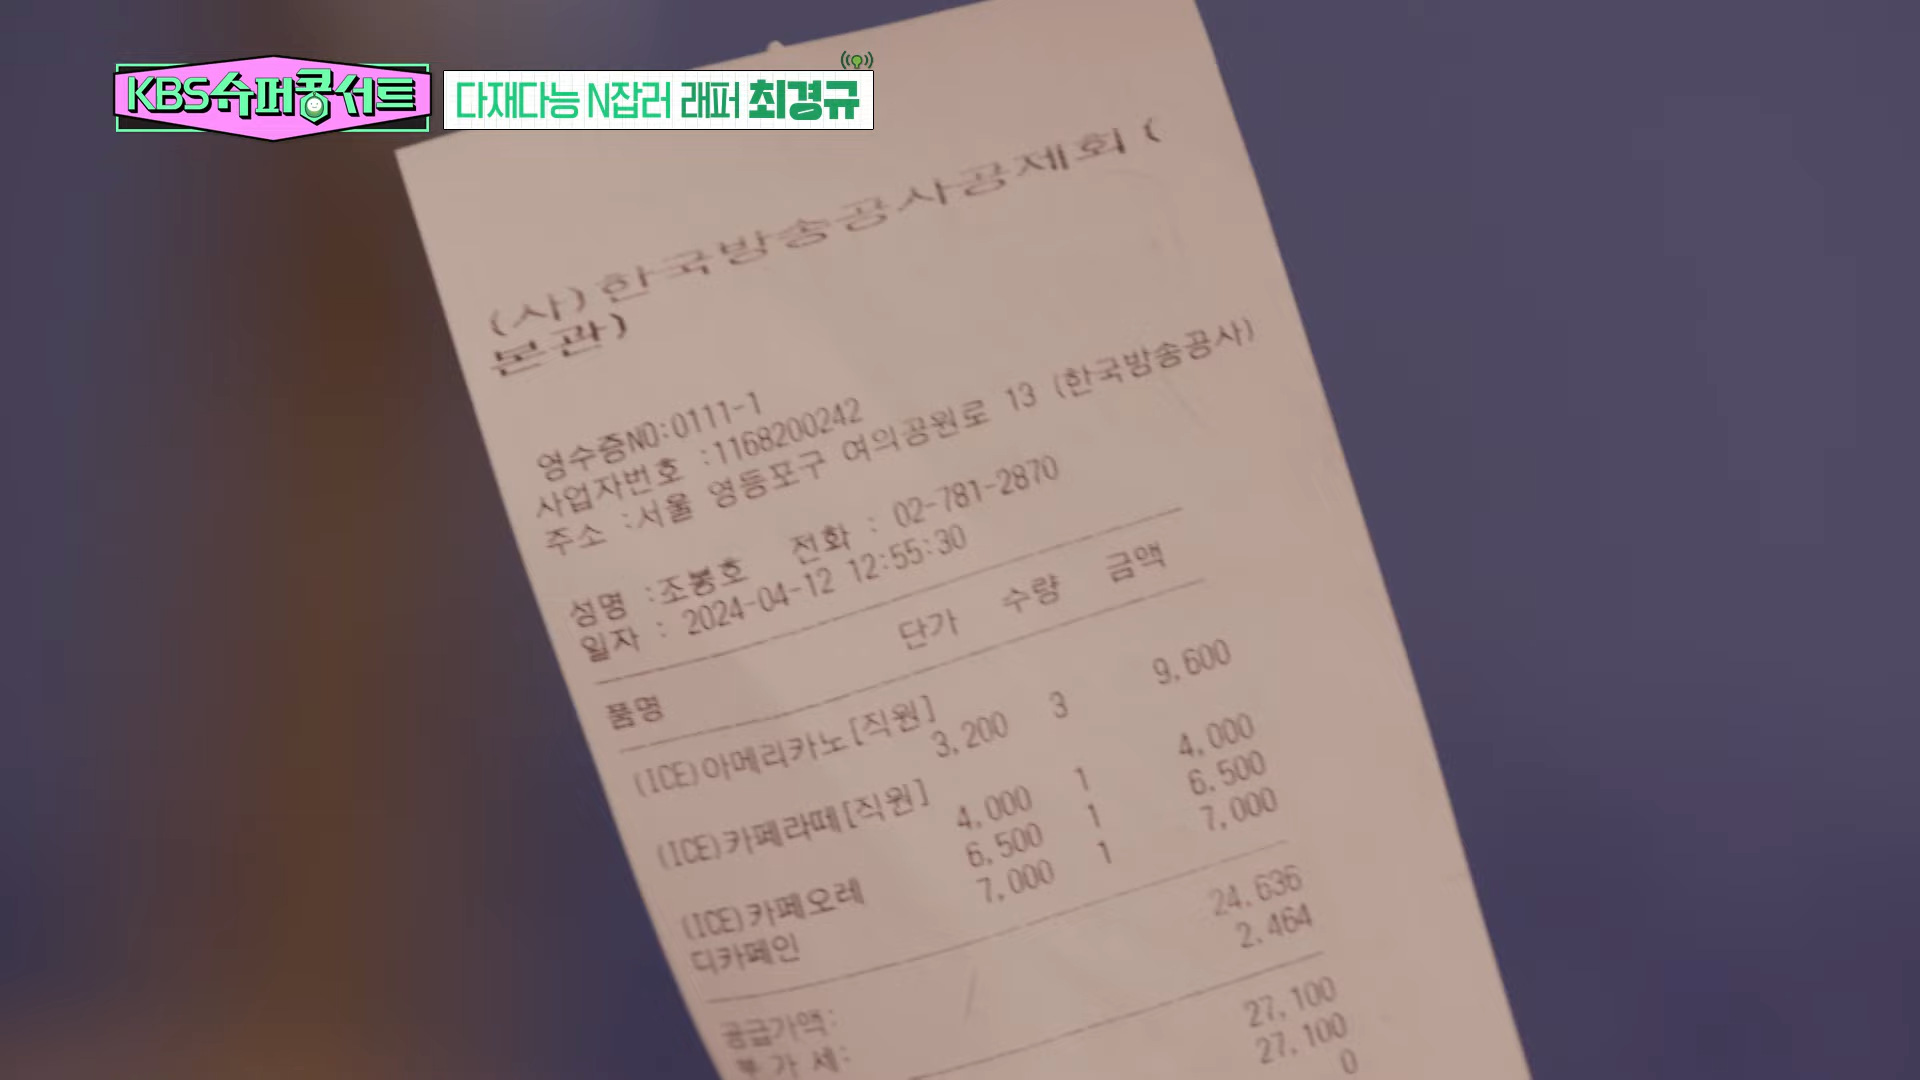 KBS슈퍼콘서트
다재다능 N잡러 래퍼 최경규
(사)한국방송공사공제회(
본관)
영수증NO:0111-1
사업자번호 :1168200242
주소 :서울 영등포구 여의공원로 13 (한국방송공사)
성명 :조봉호 전화 : 02-781-2870
일자 : 2024-04-12 12:55:30
품명 단가 수량 금액
(ICE)아메리카노[직원]
3,200 3 9,600
(ICE)카페라떼[직원]
4,000 1 4,000
(ICE)카페오레 6,500 1 6,500
디카페인 7,000 1 7,000
공급가액: 24,636
부 가 세: 2,464
27,100
27,100
0